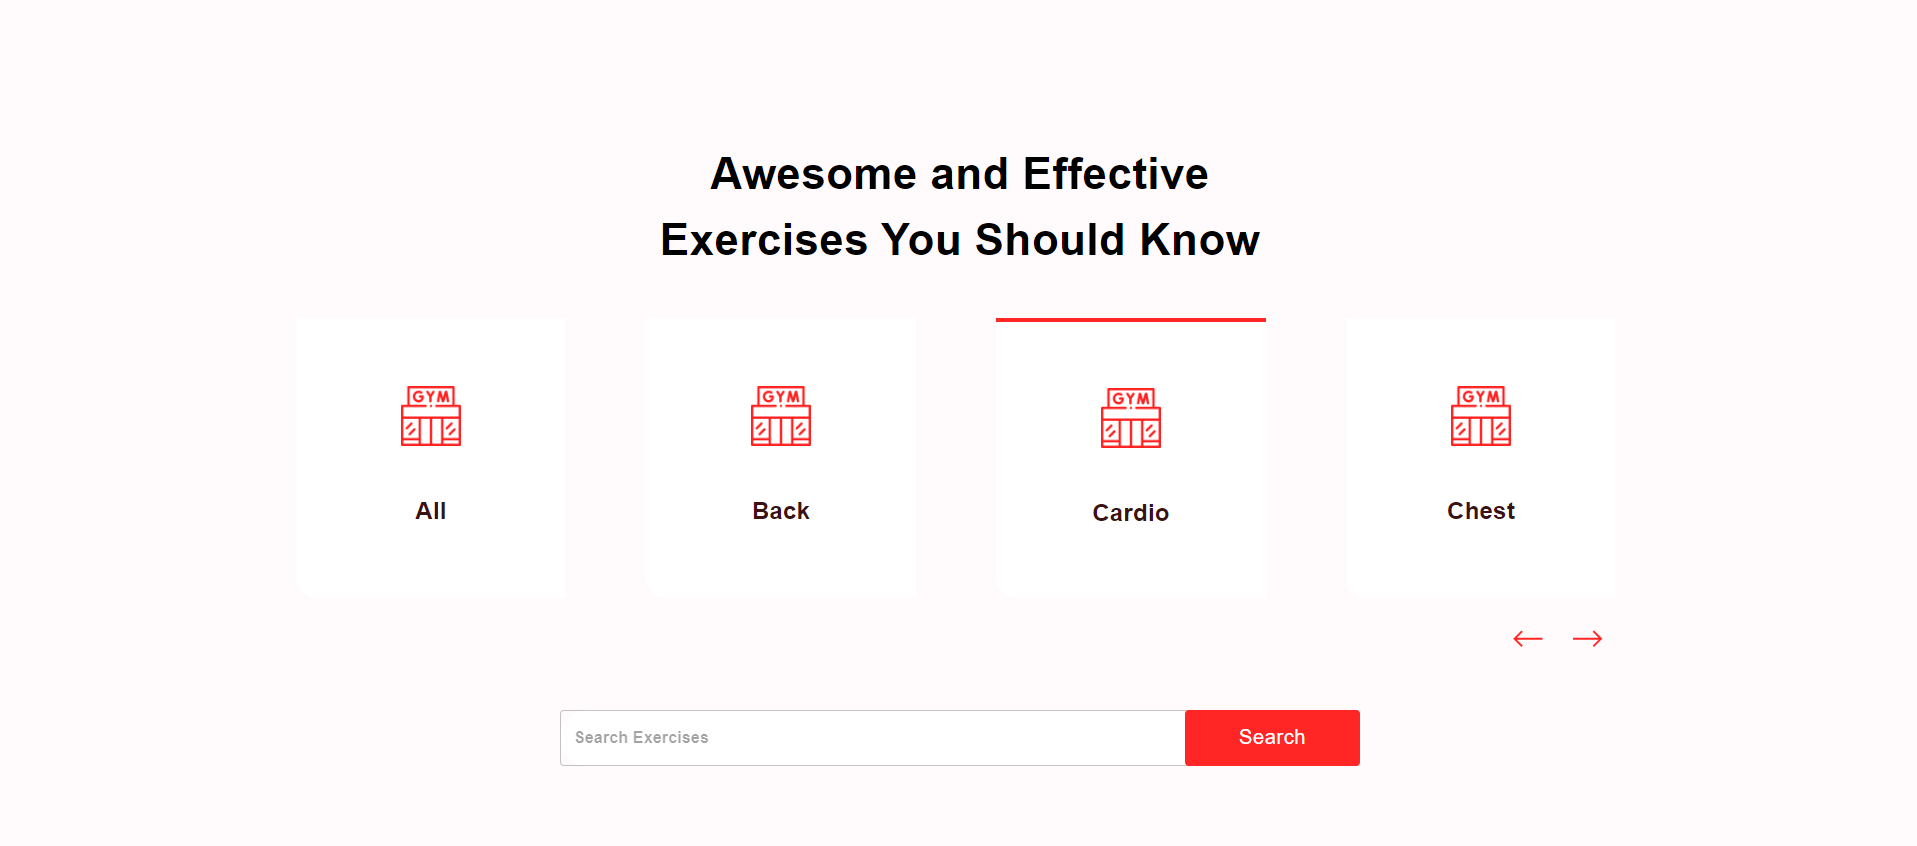 Awesome and Effective
Exercises You Should Know
GYM
GYM
GYM
GYM
All
Back
Cardio
Chest
Search Exercises
Search